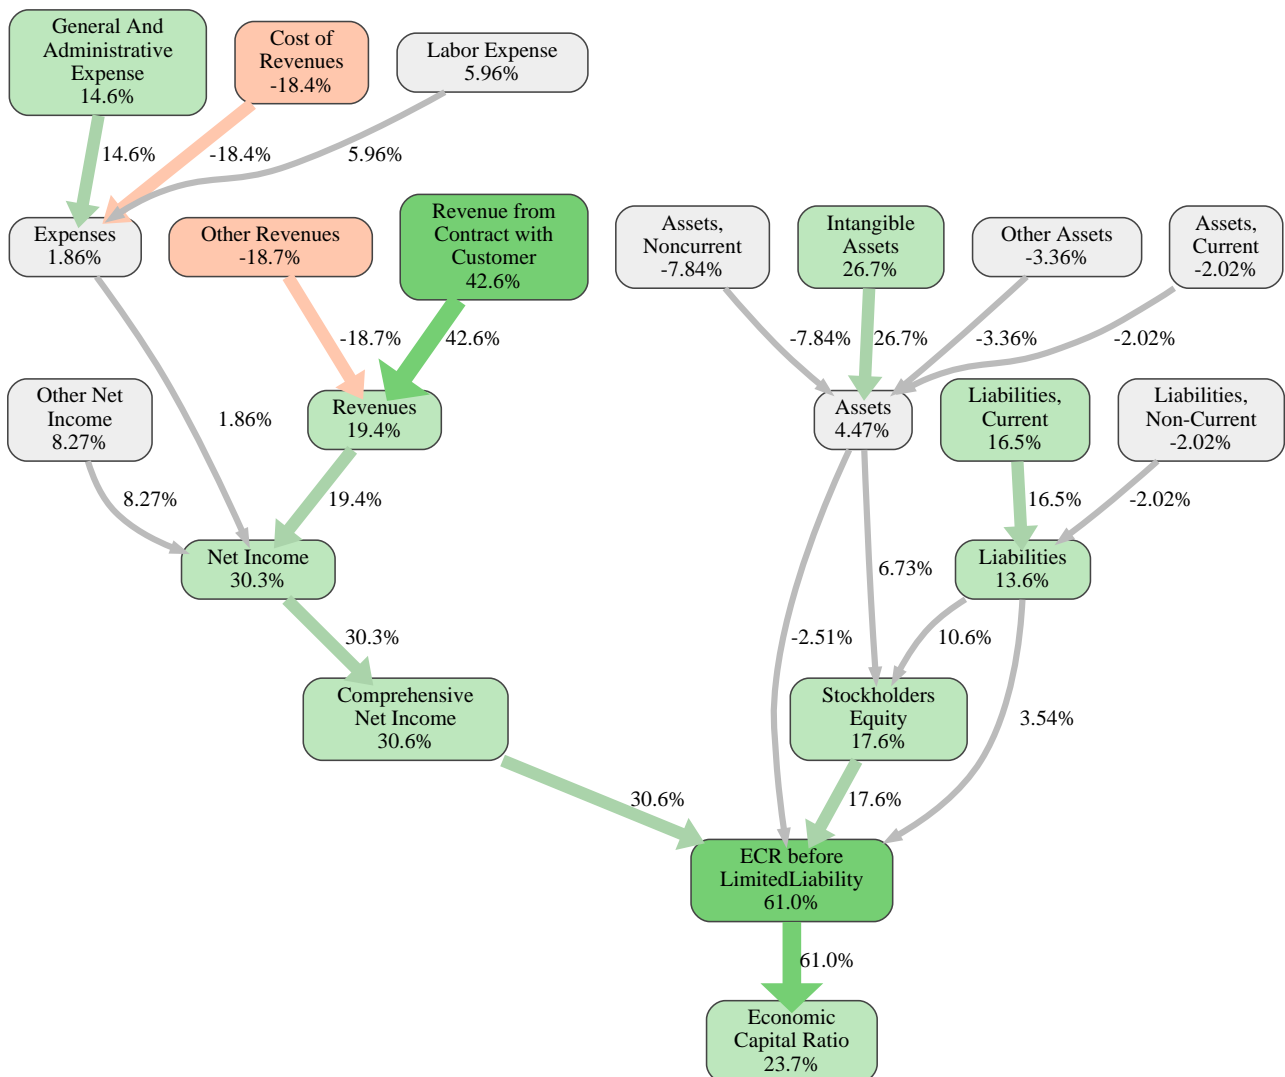 General And
Administrative
Expense
14.6%
Cost of
Revenues
-18.4%
Labor Expense
5.96%
14.6%
-18.4%
5.96%
Expenses
1.86%
Other Revenues
-18.7%
Revenue from
Contract with
Customer
42.6%
Assets,
Noncurrent
-7.84%
Intangible
Assets
26.7%
Other Assets
-3.36%
Assets,
Current
-2.02%
-18.7%
42.6%
-7.84%
26.7%
-3.36%
-2.02%
Other Net
Income
8.27%
1.86%
Revenues
19.4%
Assets
4.47%
Liabilities,
Current
16.5%
Liabilities,
Non-Current
-2.02%
8.27%
19.4%
16.5%
-2.02%
Net Income
30.3%
6.73%
Liabilities
13.6%
30.3%
-2.51%
10.6%
3.54%
Comprehensive
Net Income
30.6%
Stockholders
Equity
17.6%
30.6%
17.6%
ECR before
LimitedLiability
61.0%
61.0%
Economic
Capital Ratio
23.7%